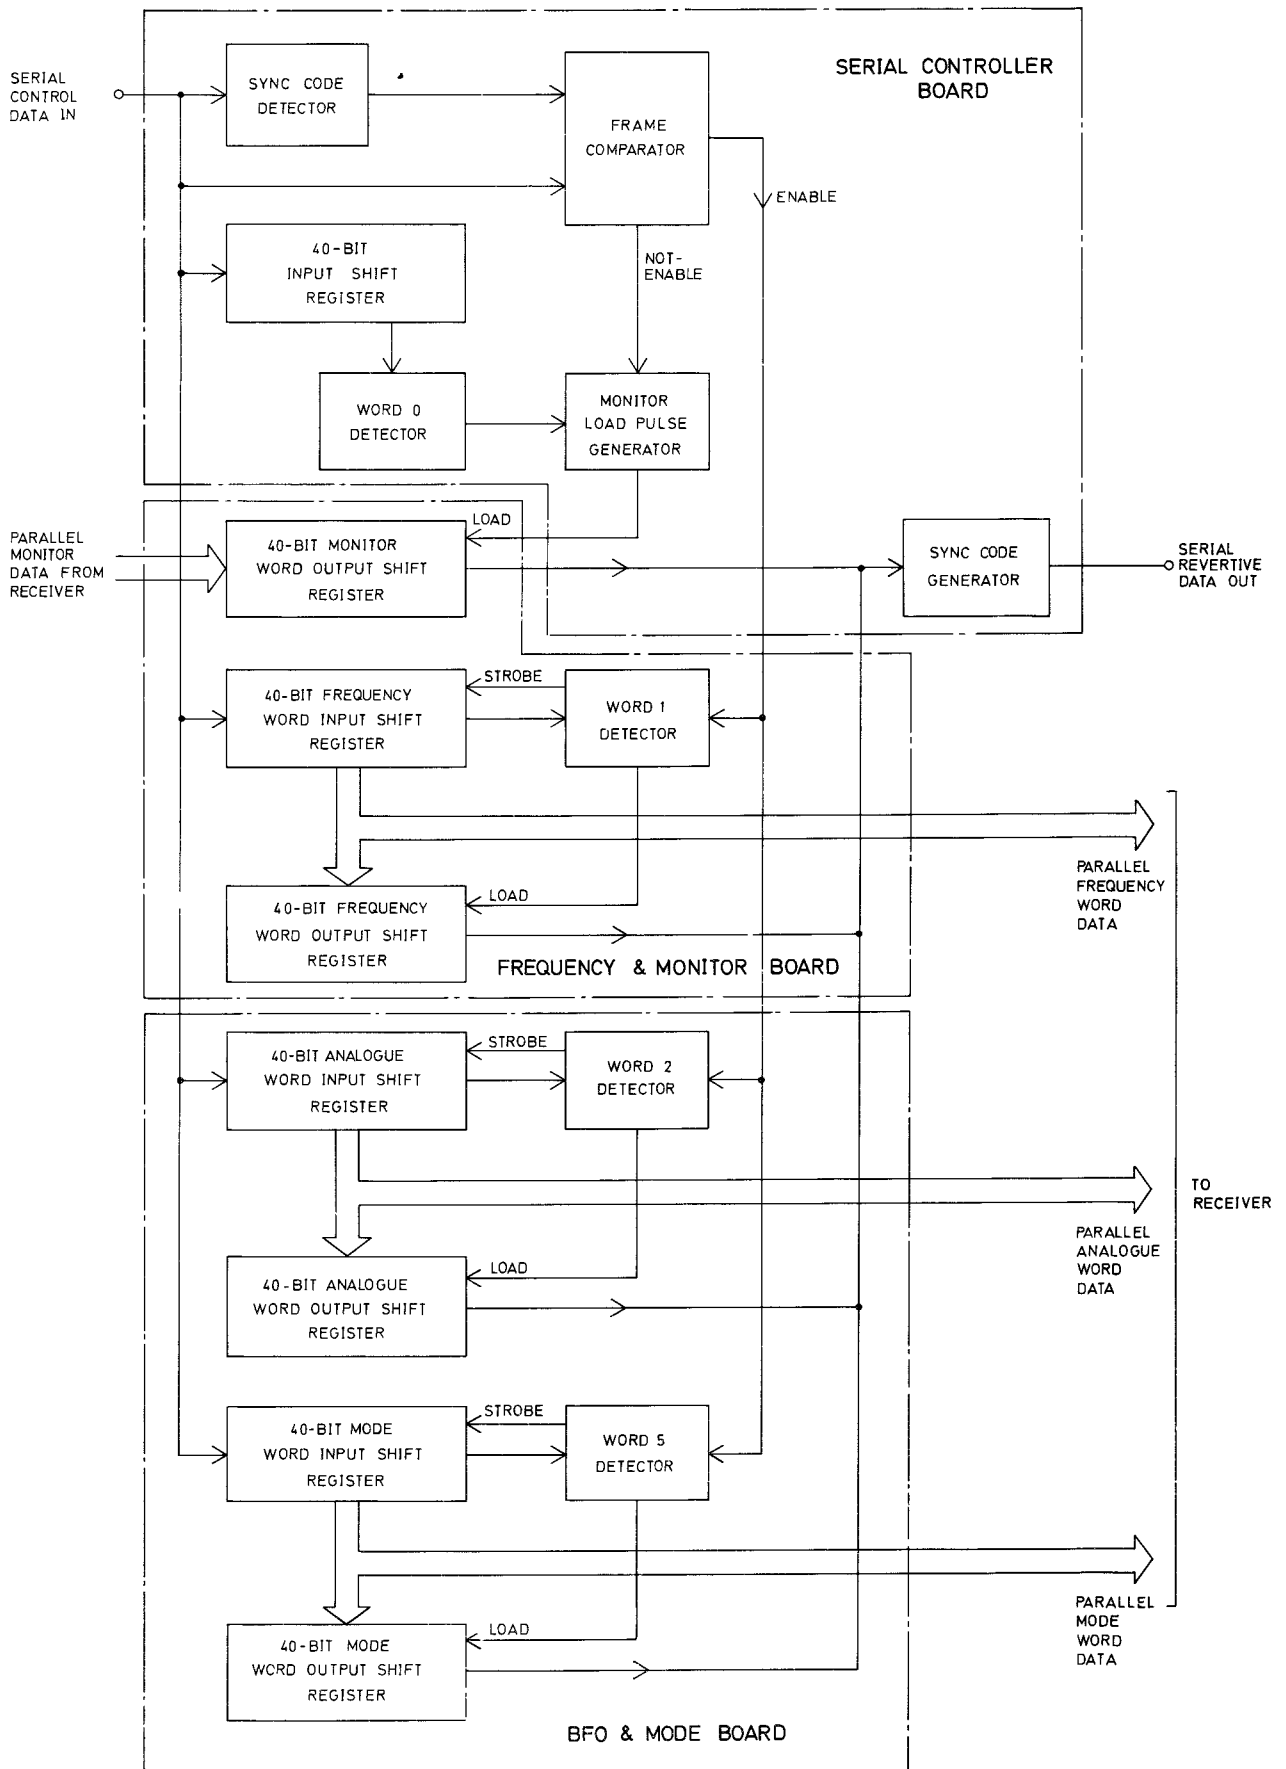 SERIAL
CONTROL
DATA IN
SYNC CODE
DETECTOR
FRAME
COMPARATOR
SERIAL CONTROLLER
BOARD
ENABLE
40-BIT
INPUT SHIFT
REGISTER
NOT-
ENABLE
WORD 0
DETECTOR
MONITOR
LOAD PULSE
GENERATOR
PARALLEL
MONITOR
DATA FROM
RECEIVER
40-BIT MONITOR
WORD OUTPUT SHIFT
REGISTER
LOAD
SYNC CODE
GENERATOR
SERIAL
REVERTIVE
DATA OUT
40-BIT FREQUENCY
WORD INPUT SHIFT
REGISTER
STROBE
WORD 1
DETECTOR
PARALLEL
FREQUENCY
WORD
DATA
40-BIT FREQUENCY
WORD OUTPUT SHIFT
REGISTER
LOAD
FREQUENCY & MONITOR BOARD
40-BIT ANALOGUE
WORD INPUT SHIFT
REGISTER
STROBE
WORD 2
DETECTOR
TO
RECEIVER
PARALLEL
ANALOGUE
WORD
DATA
40-BIT ANALOGUE
WORD OUTPUT SHIFT
REGISTER
LOAD
40-BIT MODE
WORD INPUT SHIFT
REGISTER
STROBE
WORD 5
DETECTOR
PARALLEL
MODE
WORD
DATA
40-BIT MODE
WORD OUTPUT SHIFT
REGISTER
LOAD
BFO & MODE BOARD